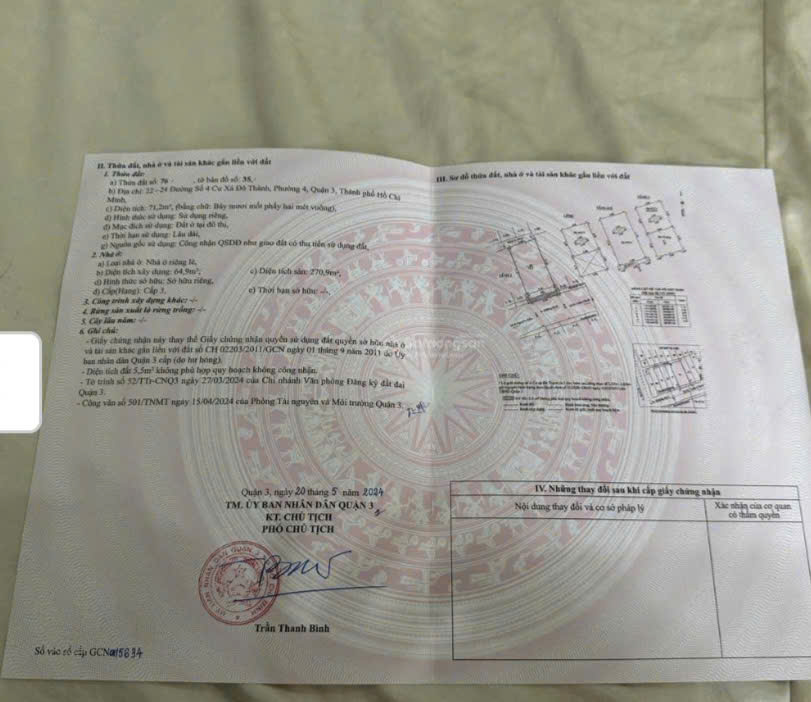 II. Thửa đất, nhà ở và tài sản khác gắn liền với đất
1. Thửa đất:
a) Thửa đất số: 76 , tờ bản đồ số: 35,
b) Địa chỉ: 22 - 24 Đường Số 4 Cư Xá Đô Thành, Phường 4, Quận 3, Thành phố Hồ Chí
Minh,
c) Diện tích: 71,2m², (bằng chữ: Bảy mươi mốt phẩy hai mét vuông),
d) Hình thức sử dụng: Sử dụng riêng,
đ) Mục đích sử dụng: Đất ở tại đô thị,
e) Thời hạn sử dụng: Lâu dài,
g) Nguồn gốc sử dụng: Công nhận QSDĐ như giao đất có thu tiền sử dụng đất,
2. Nhà ở:
a) Loại nhà ở: Nhà ở riêng lẻ,
b) Diện tích xây dựng: 64,9m², c) Diện tích sàn: 270,9m²,
d) Hình thức sở hữu: Sở hữu riêng,
đ) Cấp(Hạng): Cấp 3, e) Thời hạn sở hữu: -/-,
3. Công trình xây dựng khác: -/-
4. Rừng sản xuất là rừng trồng: -/-
5. Cây lâu năm: -/-
6. Ghi chú:
- Giấy chứng nhận này thay thế Giấy chứng nhận quyền sử dụng đất quyền sở hữu nhà ở
và tài sản khác gắn liền với đất số CH 02203/2011/GCN ngày 01 tháng 9 năm 2011 do Ủy
ban nhân dân Quận 3 cấp (do hư hỏng).
- Diện tích đất 5,5m² không phù hợp quy hoạch không công nhận.
- Tờ trình số 52/TTr-CNQ3 ngày 27/03/2024 của Chi nhánh Văn phòng Đăng ký đất đai
Quận 3.
- Công văn số 501/TNMT ngày 15/04/2024 của Phòng Tài nguyên và Môi trường Quận 3.
Quận 3, ngày 20 tháng 5 năm 2024
TM. ỦY BAN NHÂN DÂN QUẬN 3
KT. CHỦ TỊCH
PHÓ CHỦ TỊCH
Trần Thanh Bình
Số vào sổ cấp GCN: 15634
III. Sơ đồ thửa đất, nhà ở và tài sản khác gắn liền với đất
GHI CHÚ:
IV. Những thay đổi sau khi cấp giấy chứng nhận
Nội dung thay đổi và cơ sở pháp lý
Xác nhận của cơ quan
có thẩm quyền